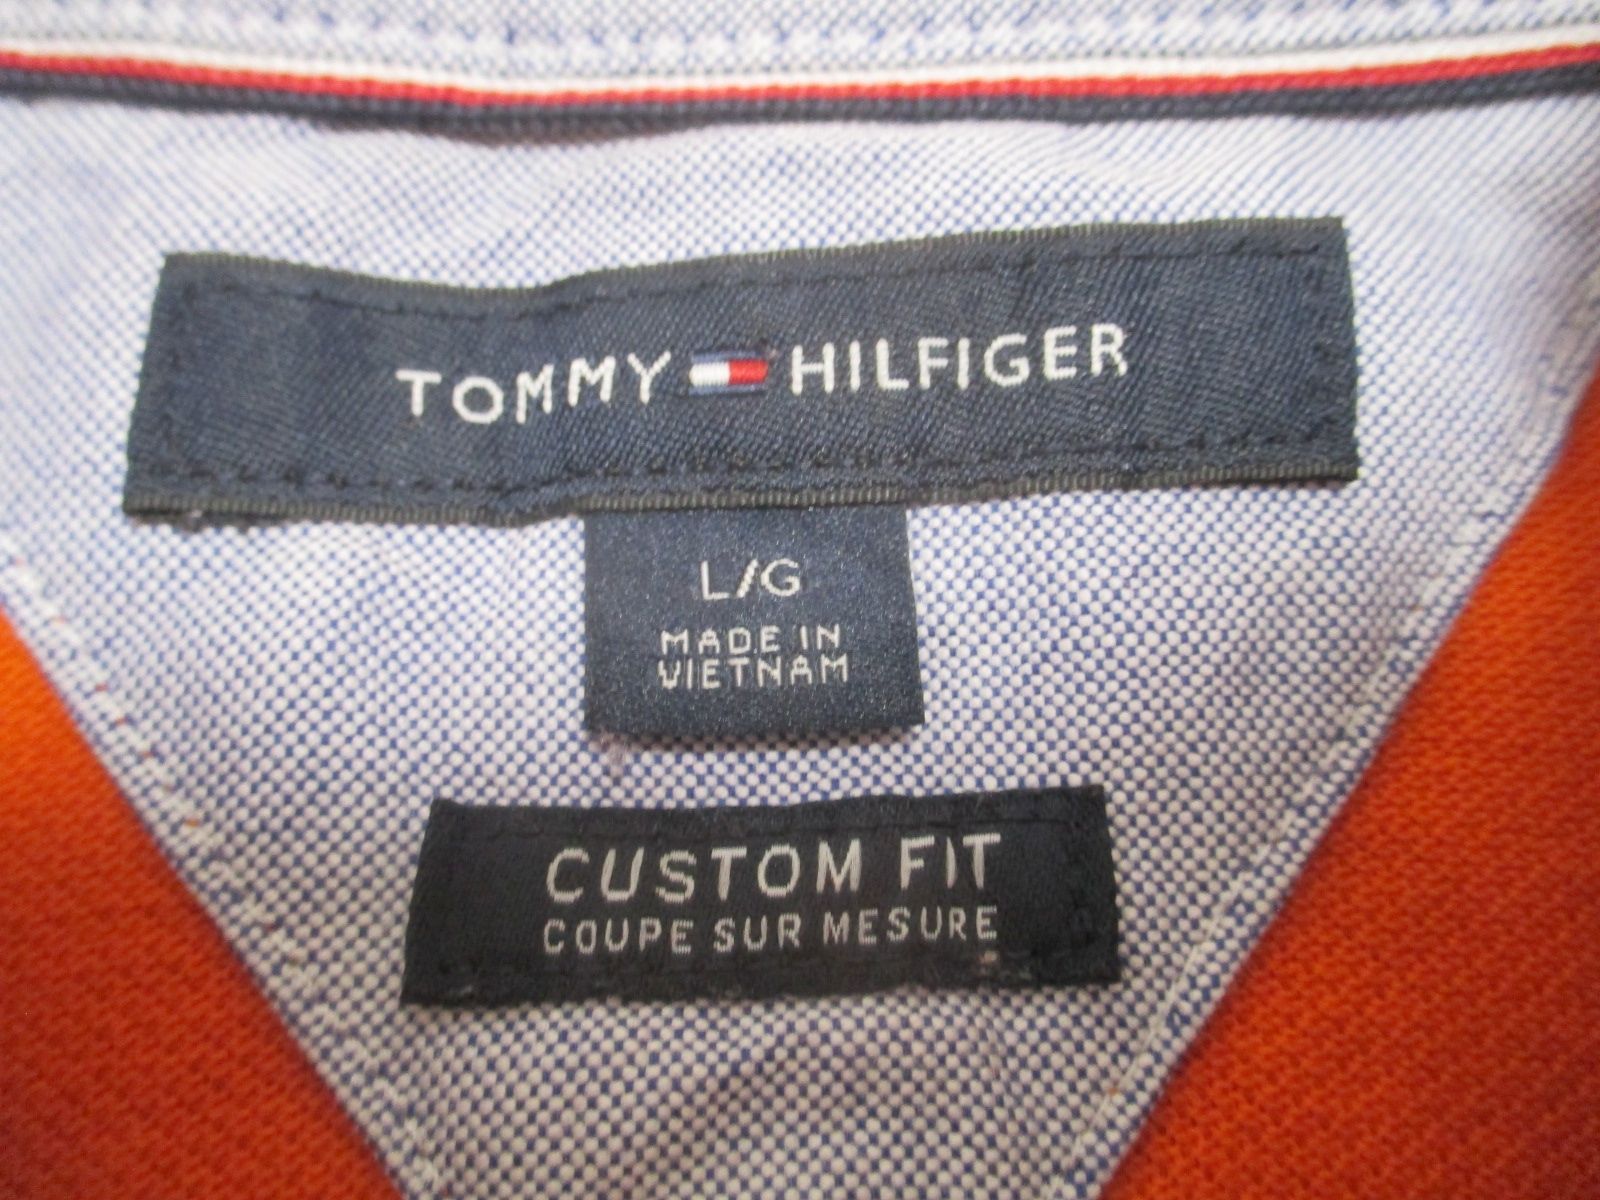 TOMMY HILFIGER
L/G
MADE IN
VIETNAM
CUSTOM FIT
COUPE SUR MESURE